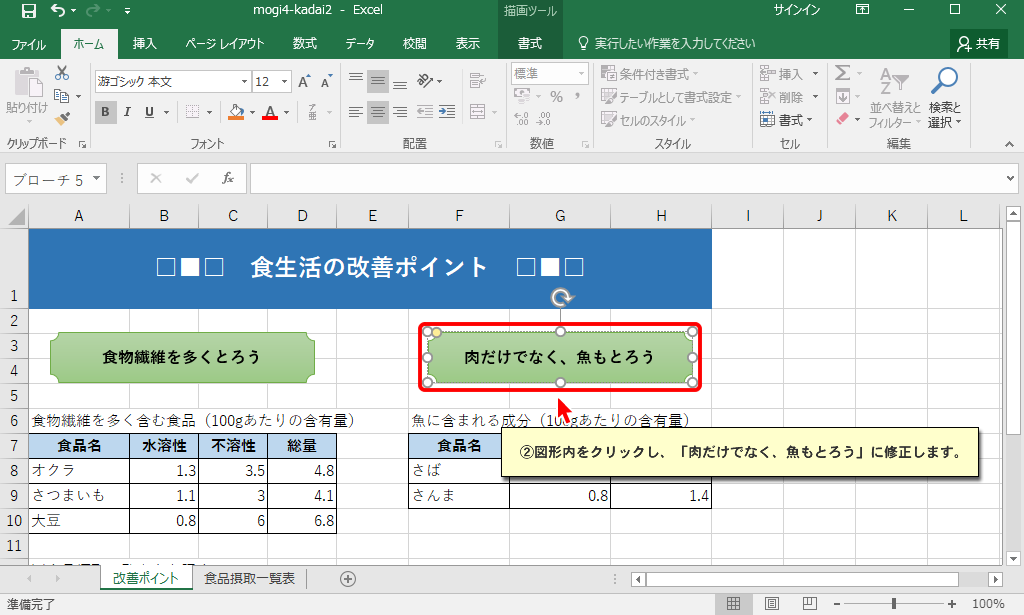 mogi4-kadai2 - Excel
描画ツール
サインイン
ファイル ホーム 挿入 ページ レイアウト 数式 データ 校閲 表示 書式 実行したい作業を入力してください 共有
貼り付け
クリップボード
游ゴシック 本文 12
B I U
フォント
配置
標準
% ,
数値
条件付き書式
テーブルとして書式設定
セルのスタイル
スタイル
挿入
削除
書式
セル
並べ替えと
フィルター
検索と
選択
編集
ブローチ 5
fx
A B C D E F G H I J K L
1 □■□ 食生活の改善ポイント □■□
2
3
食物繊維を多くとろう 肉だけでなく、魚もとろう
4
5
6 食物繊維を多く含む食品（100gあたりの含有量） 魚に含まれる成分（100gあたりの含有量）
7 食品名 水溶性 不溶性 総量 食品名
②図形内をクリックし、「肉だけでなく、魚もとろう」に修正します。
8 オクラ 1.3 3.5 4.8 さば
9 さつまいも 1.1 3 4.1 さんま 0.8 1.4
10 大豆 0.8 6 6.8
11
改善ポイント 食品摂取一覧表
準備完了
100%